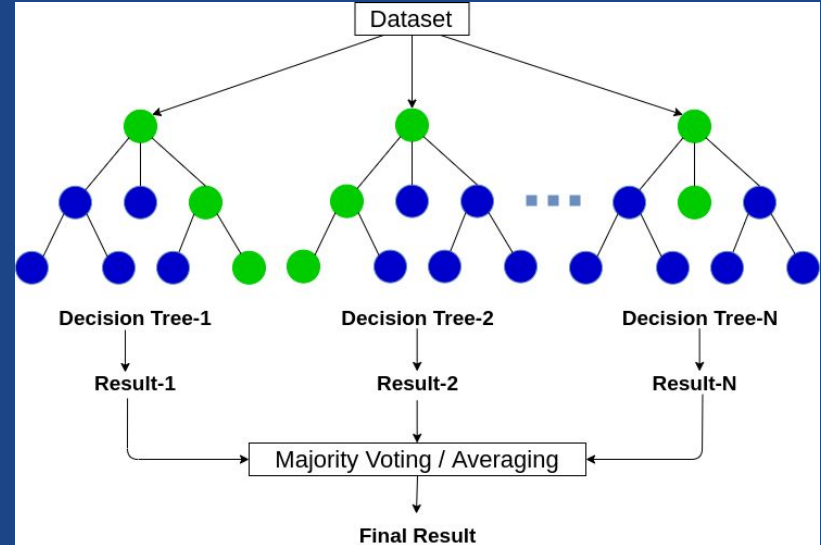 Dataset
Decision Tree-1
Decision Tree-2
Decision Tree-N
Result-1
Result-2
Result-N
Majority Voting / Averaging
Final Result